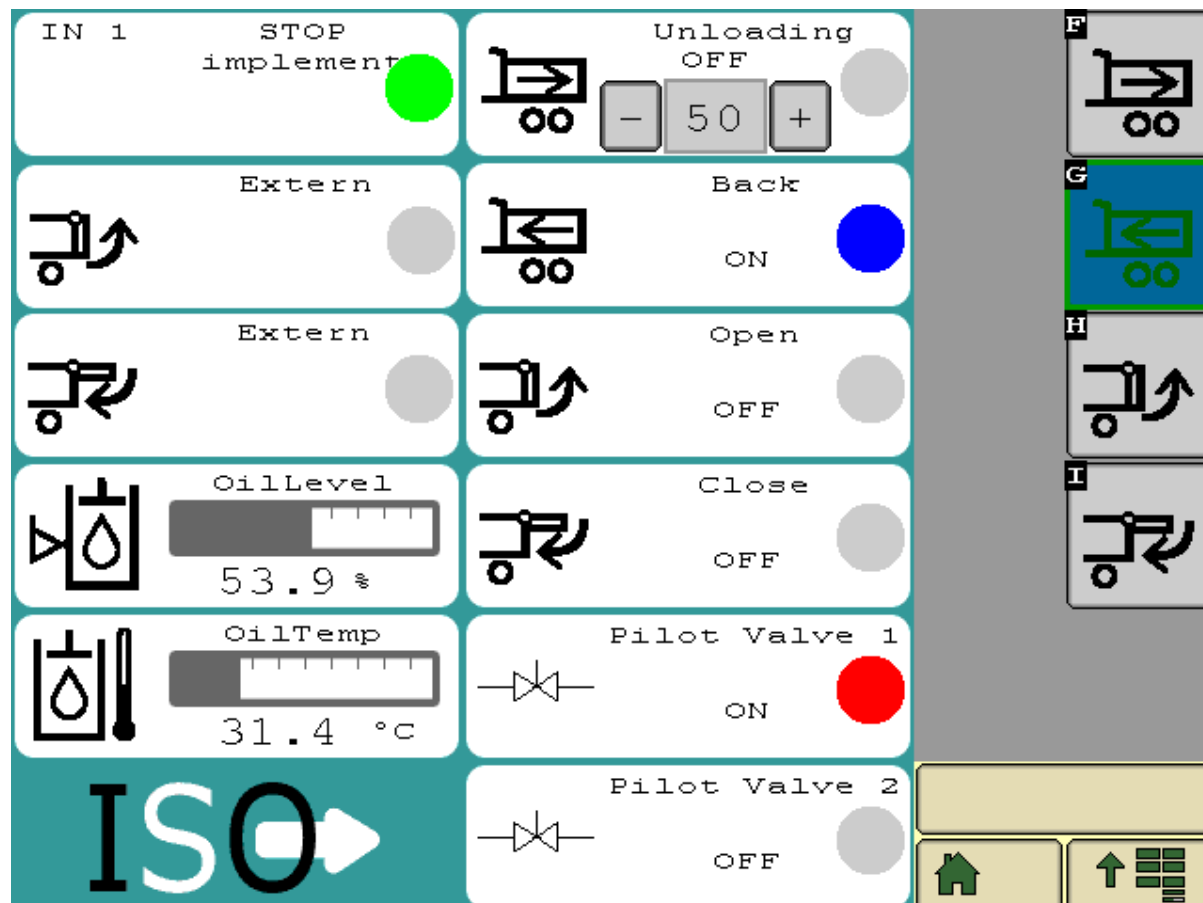 IN 1
STOP
implement
Extern
Extern
OilLevel
53.9 %
OilTemp
31.4 °C
ISO
Unloading
OFF
- 50 +
Back
ON
Open
OFF
Close
OFF
Pilot Valve 1
ON
Pilot Valve 2
OFF
F
G
H
I